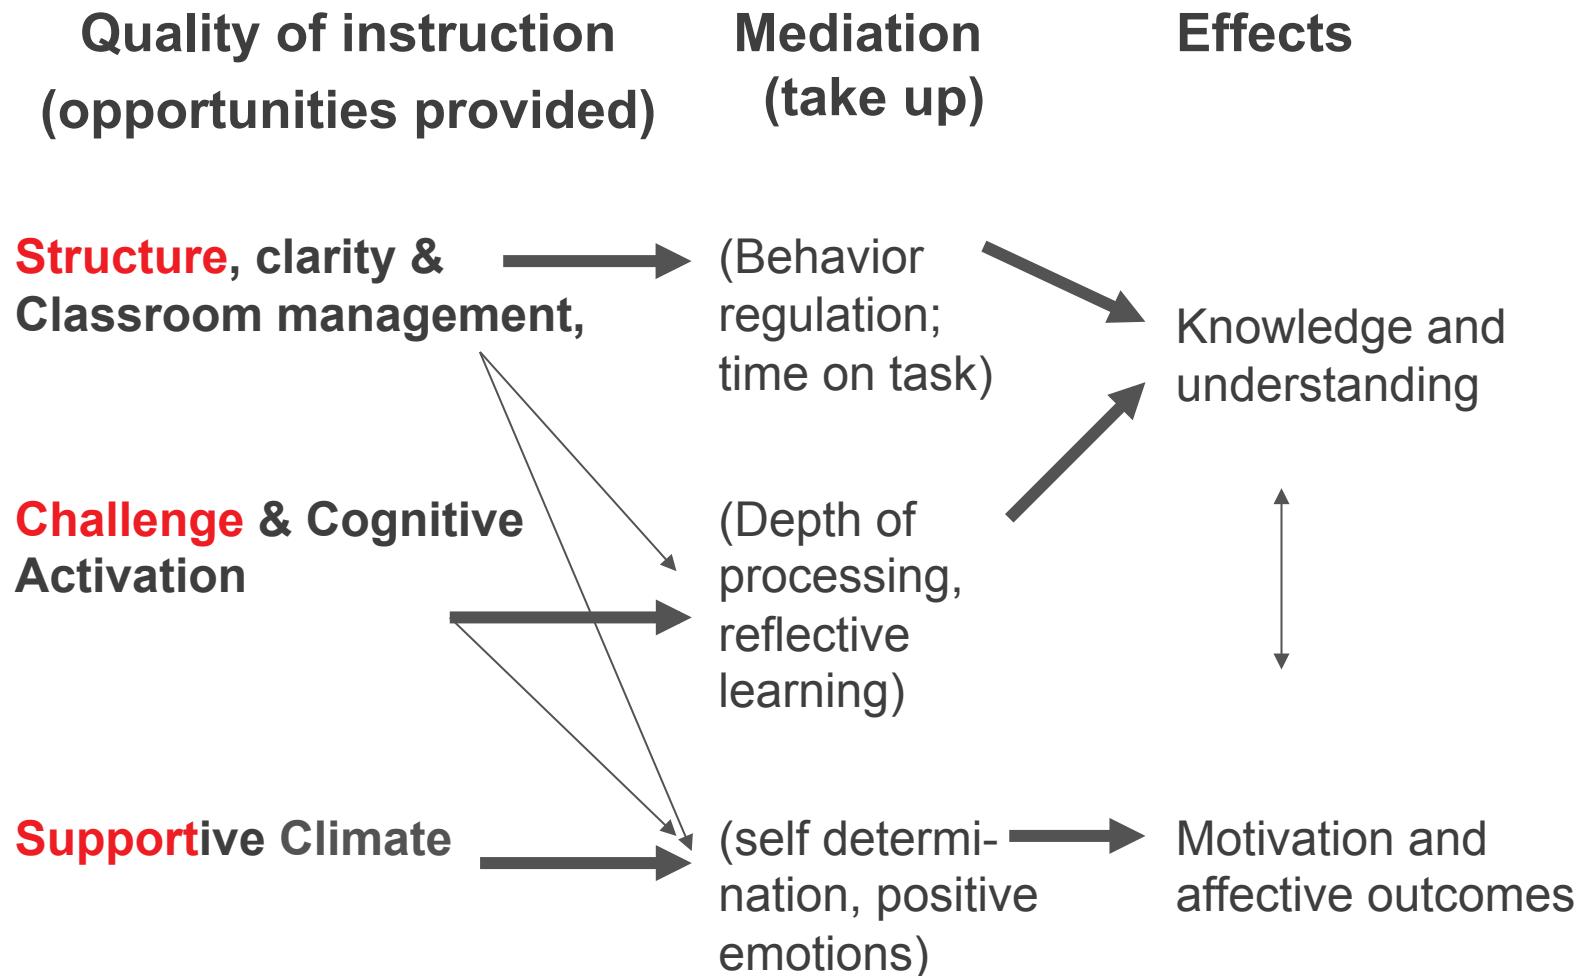 Quality of instruction
(opportunities provided)
Mediation
(take up)
Effects
Structure, clarity &
Classroom management,
(Behavior
regulation;
time on task)
Knowledge and
understanding
Challenge & Cognitive
Activation
(Depth of
processing,
reflective
learning)
Supportive Climate
(self determi-
nation, positive
emotions)
Motivation and
affective outcomes